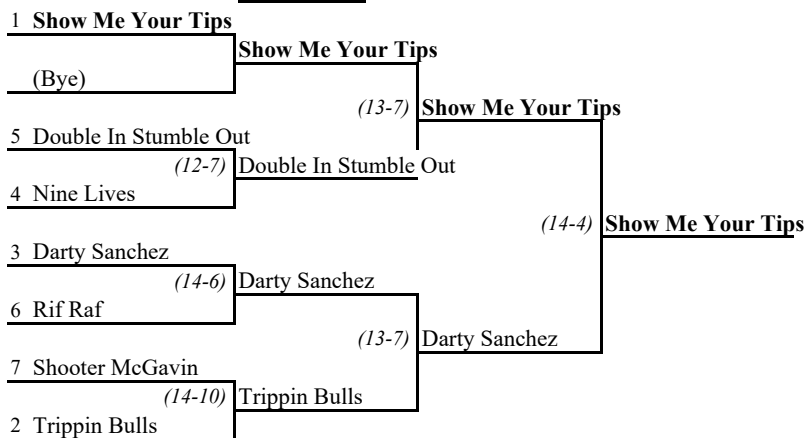 1 Show Me Your Tips
Show Me Your Tips
(Bye)
(13-7) Show Me Your Tips
5 Double In Stumble Out
(12-7) Double In Stumble Out
4 Nine Lives
(14-4) Show Me Your Tips
3 Darty Sanchez
(14-6) Darty Sanchez
6 Rif Raf
(13-7) Darty Sanchez
7 Shooter McGavin
(14-10) Trippin Bulls
2 Trippin Bulls